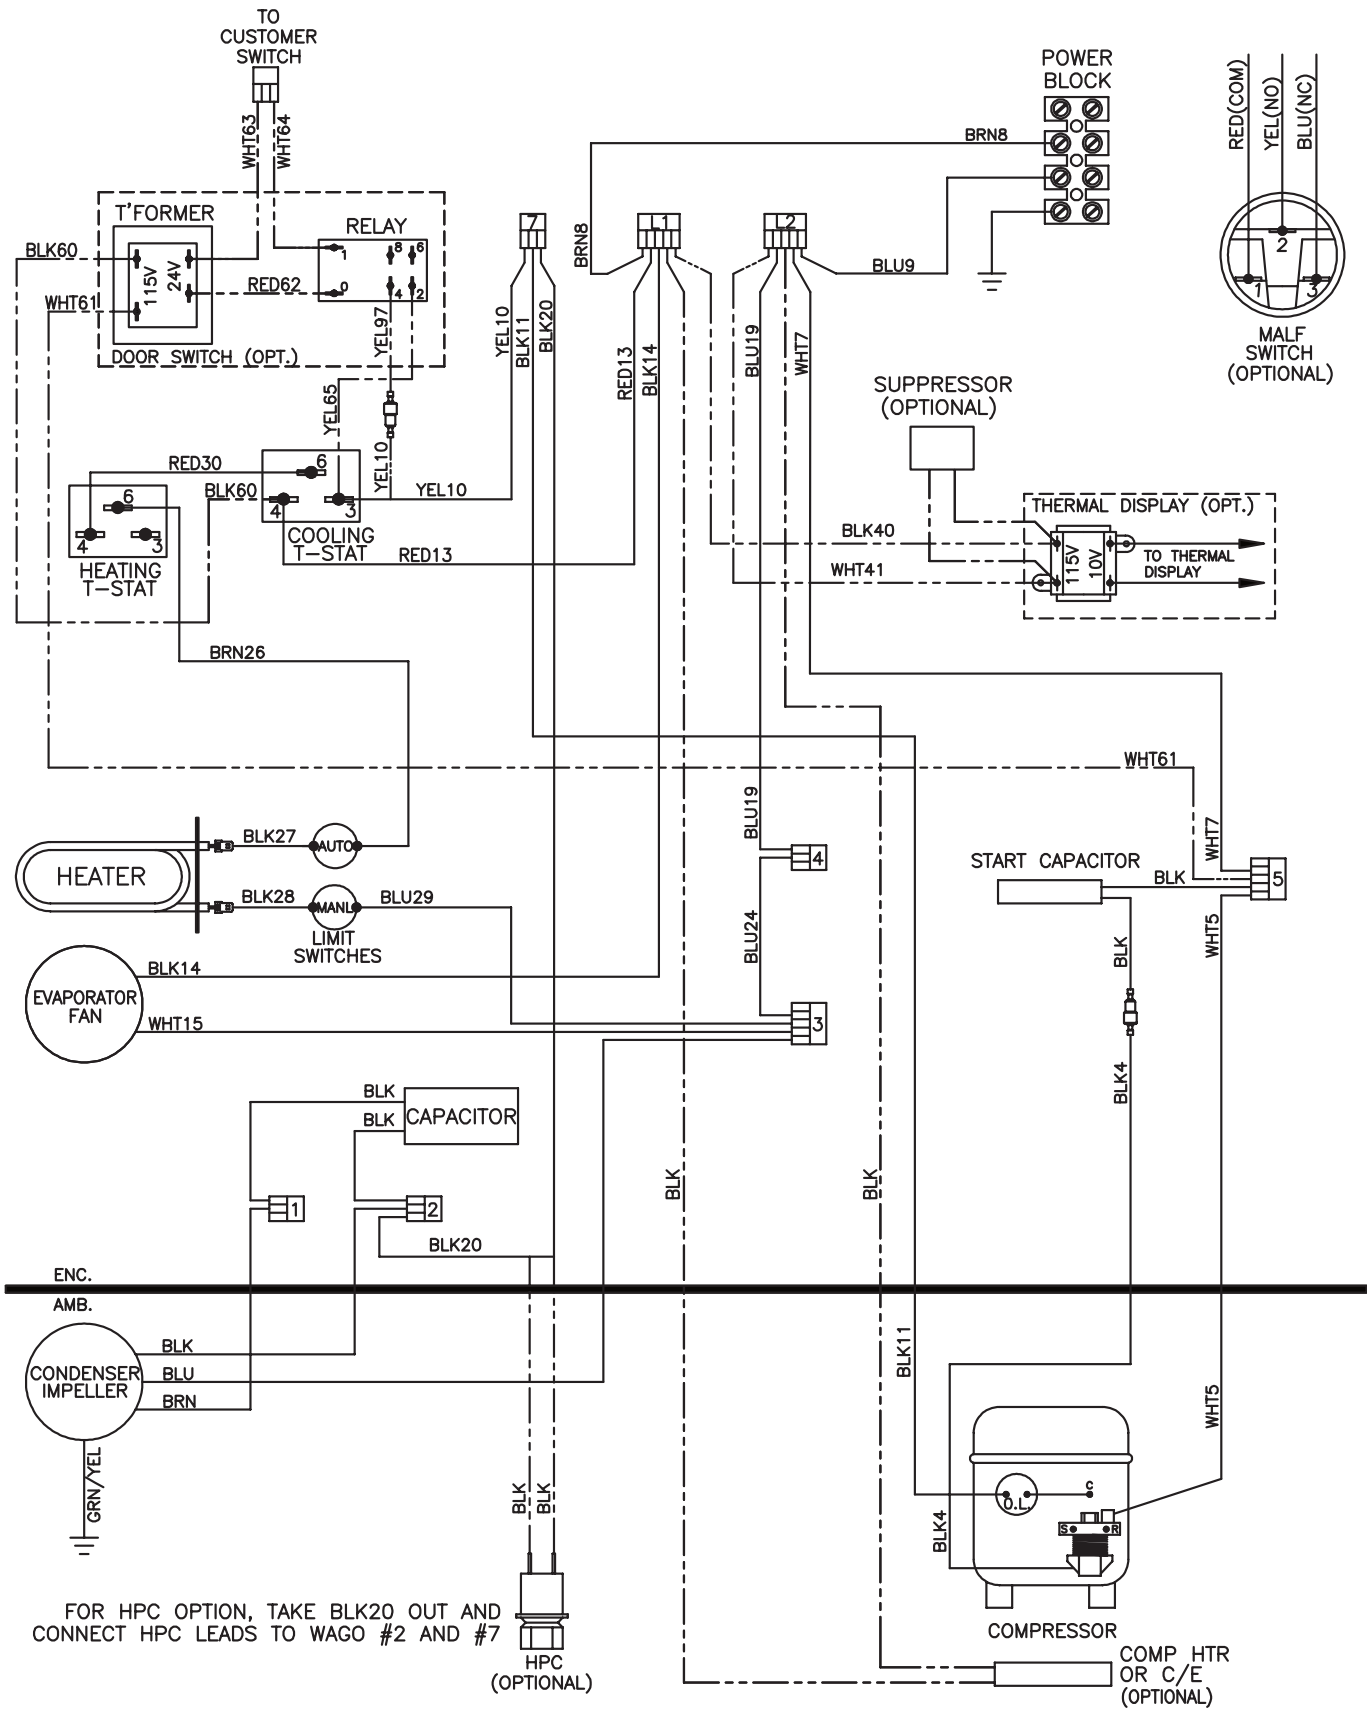 TO
CUSTOMER
SWITCH
WHT63
WHT64
T'FORMER
115V
24V
RELAY
1
0
8
6
4
2
BLK60
WHT61
RED62
DOOR SWITCH (OPT.)
YEL97
YEL65
YEL10
7
YEL10
BLK11
BLK20
L1
BRN8
RED13
BLK14
L2
BLU19
WHT7
BLU9
BRN8
POWER
BLOCK
RED(COM)
YEL(NO)
BLU(NC)
1
2
3
MALF
SWITCH
(OPTIONAL)
SUPPRESSOR
(OPTIONAL)
RED30
BLK60
6
4
3
COOLING
T-STAT
YEL10
RED13
6
4
3
HEATING
T-STAT
BRN26
BLK40
WHT41
THERMAL DISPLAY (OPT.)
115V
10V
TO THERMAL
DISPLAY
WHT61
BLU19
4
BLU24
WHT7
START CAPACITOR
BLK
5
BLK
WHT5
BLK4
HEATER
BLK27
AUTO
BLK28
MANL
BLU29
LIMIT
SWITCHES
EVAPORATOR
FAN
BLK14
WHT15
3
BLK
BLK
CAPACITOR
1
2
BLK20
BLK
BLK
ENC.
AMB.
CONDENSER
IMPELLER
BLK
BLU
BRN
GRN/YEL
BLK
BLK
BLK11
WHT5
BLK4
O.L.
C
S
R
COMPRESSOR
FOR HPC OPTION, TAKE BLK20 OUT AND
CONNECT HPC LEADS TO WAGO #2 AND #7
HPC
(OPTIONAL)
COMP HTR
OR C/E
(OPTIONAL)